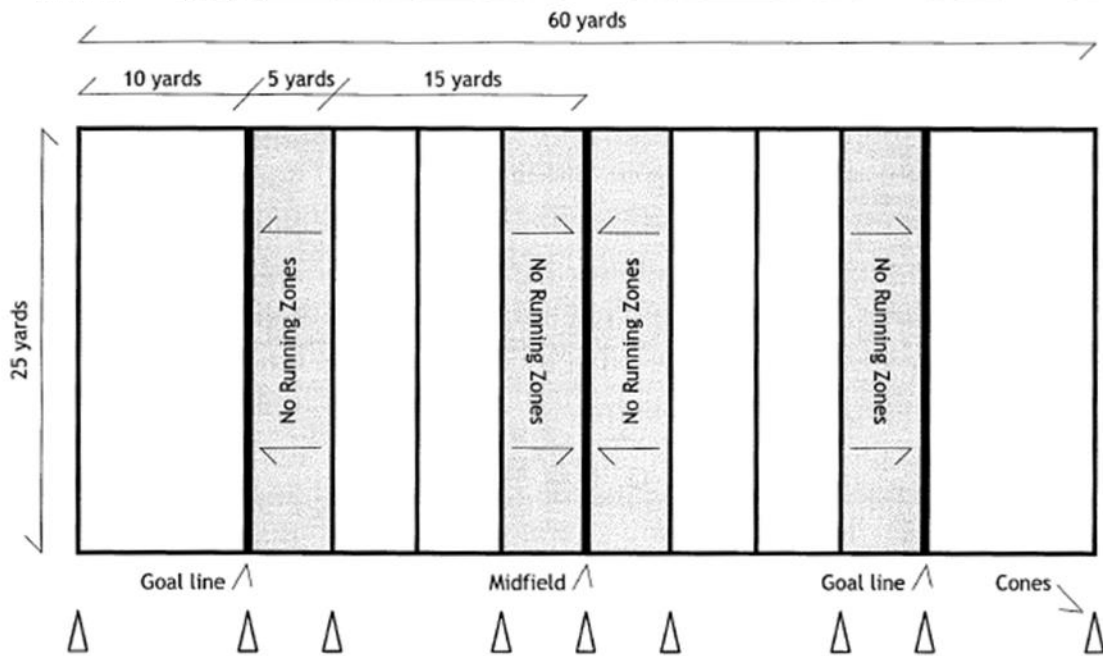 60 yards
10 yards
5 yards
15 yards
25 yards
No Running Zones
No Running Zones
No Running Zones
No Running Zones
Goal line
Midfield
Goal line
Cones